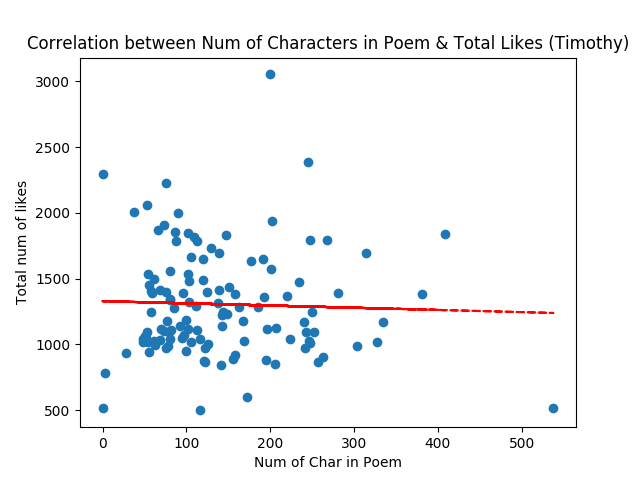 Correlation between Num of Characters in Poem & Total Likes (Timothy)
3000
2500
2000
1500
1000
500
Total num of likes
0 100 200 300 400 500
Num of Char in Poem